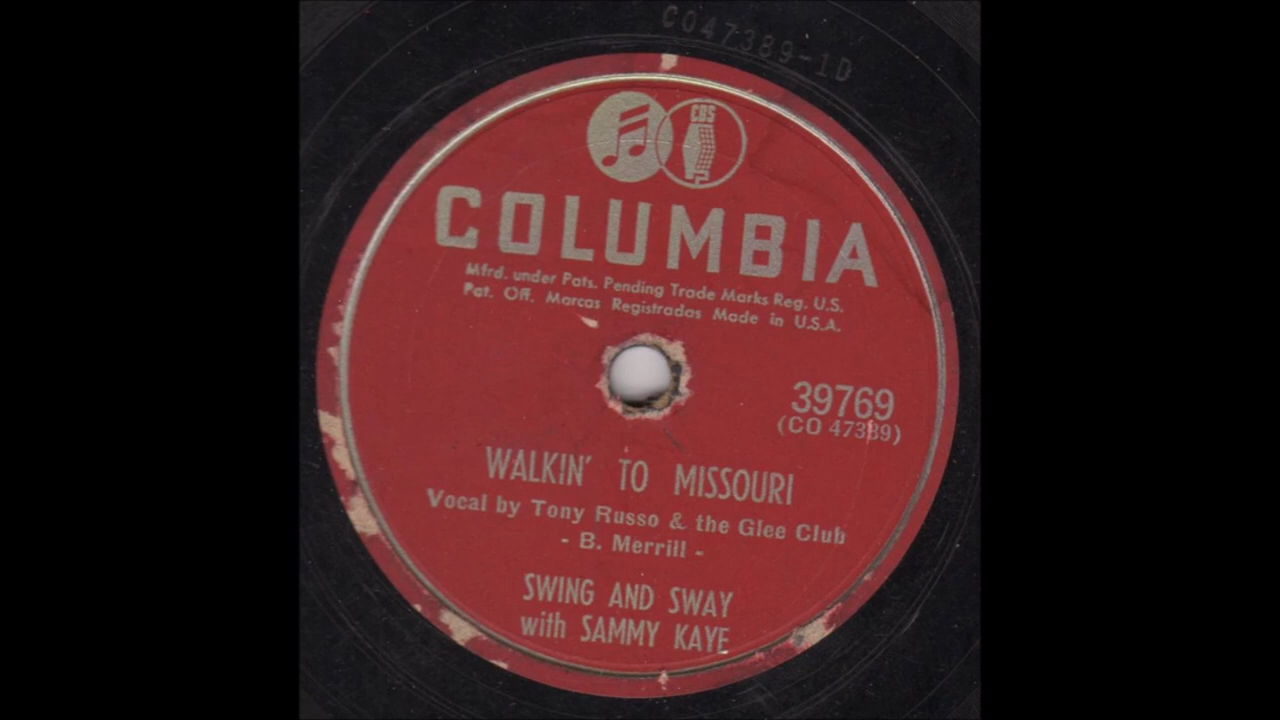 CO47389-1D
CBS
COLUMBIA
Mfrd. under Pats. Pending Trade Marks Reg. U.S.
Pat. Off. Marcas Registradas Made in U.S.A.
39769
(CO 47389)
WALKIN' TO MISSOURI
Vocal by Tony Russo & the Glee Club
- B. Merrill -
SWING AND SWAY
with SAMMY KAYE